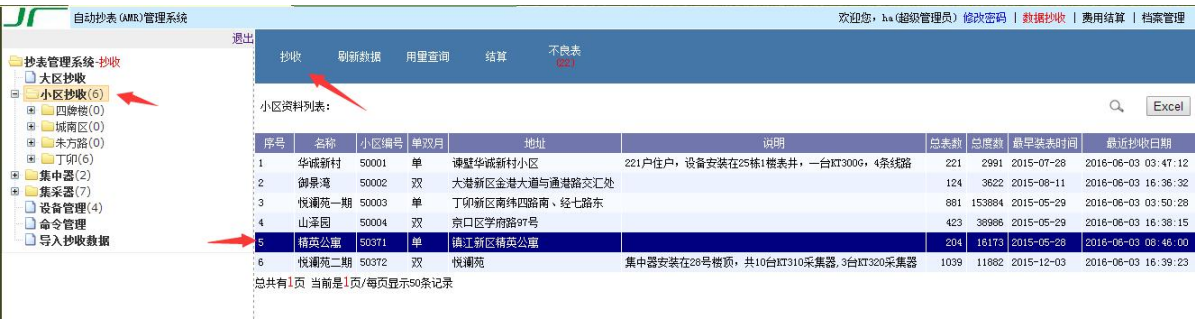 自动抄表(AMR)管理系统
欢迎您，ha(超级管理员) 修改密码 | 数据抄收 | 费用结算 | 档案管理
退出
抄表管理系统-抄收
大区抄收
小区抄收(6)
四牌楼(0)
城南区(0)
朱方路(0)
丁卯(6)
集中器(2)
集采器(7)
设备管理(4)
命令管理
导入抄收数据
抄收 刷新数据 用量查询 结算 不良表
(22)
小区资料列表：
Excel
序号 名称 小区编号 单双月 地址 说明 总表数 总度数 最早装表时间 最近抄收日期
1 华诚新村 50001 单 谏壁华诚新村小区 221户住户，设备安装在25栋1楼表井，一台KT300G，4条线路 221 2991 2015-07-28 2016-06-03 03:47:12
2 御景湾 50002 双 大港新区金港大道与通港路交汇处 124 3622 2015-08-11 2016-06-03 16:36:32
3 悦澜苑一期 50003 单 丁卯新区南纬四路南、经七路东 881 153884 2015-05-29 2016-06-03 03:50:28
4 山泽园 50004 双 京口区学府路97号 423 38986 2015-05-29 2016-06-03 16:38:15
5 精英公寓 50371 单 镇江新区精英公寓 204 16173 2015-05-28 2016-06-03 08:46:00
6 悦澜苑二期 50372 双 悦澜苑 集中器安装在28号楼顶，共10台KT310采集器,3台KT320采集器 1039 11882 2015-12-03 2016-06-03 16:39:23
总共有1页 当前是1页/每页显示50条记录